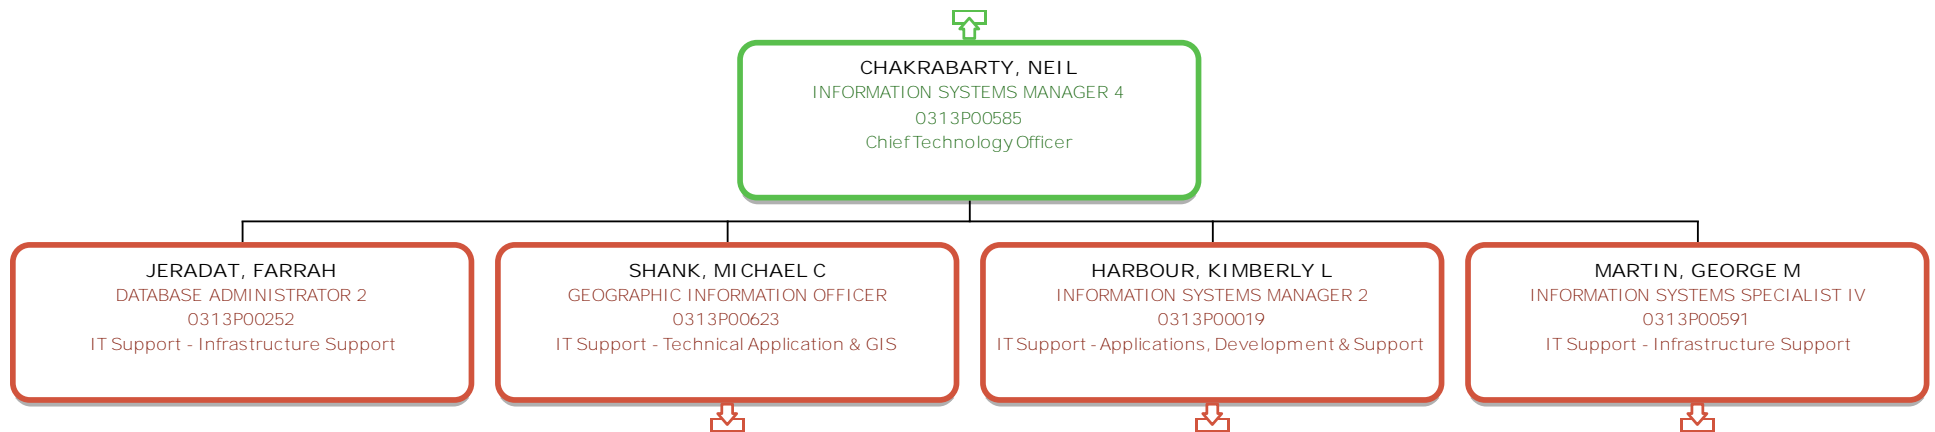 CHAKRABARTY, NEIL
INFORMATION SYSTEMS MANAGER 4
0313P00585
Chief Technology Officer
JERADAT, FARRAH
DATABASE ADMINISTRATOR 2
0313P00252
IT Support - Infrastructure Support
SHANK, MICHAEL C
GEOGRAPHIC INFORMATION OFFICER
0313P00623
IT Support - Technical Application & GIS
HARBOUR, KIMBERLY L
INFORMATION SYSTEMS MANAGER 2
0313P00019
IT Support - Applications, Development & Support
MARTIN, GEORGE M
INFORMATION SYSTEMS SPECIALIST IV
0313P00591
IT Support - Infrastructure Support